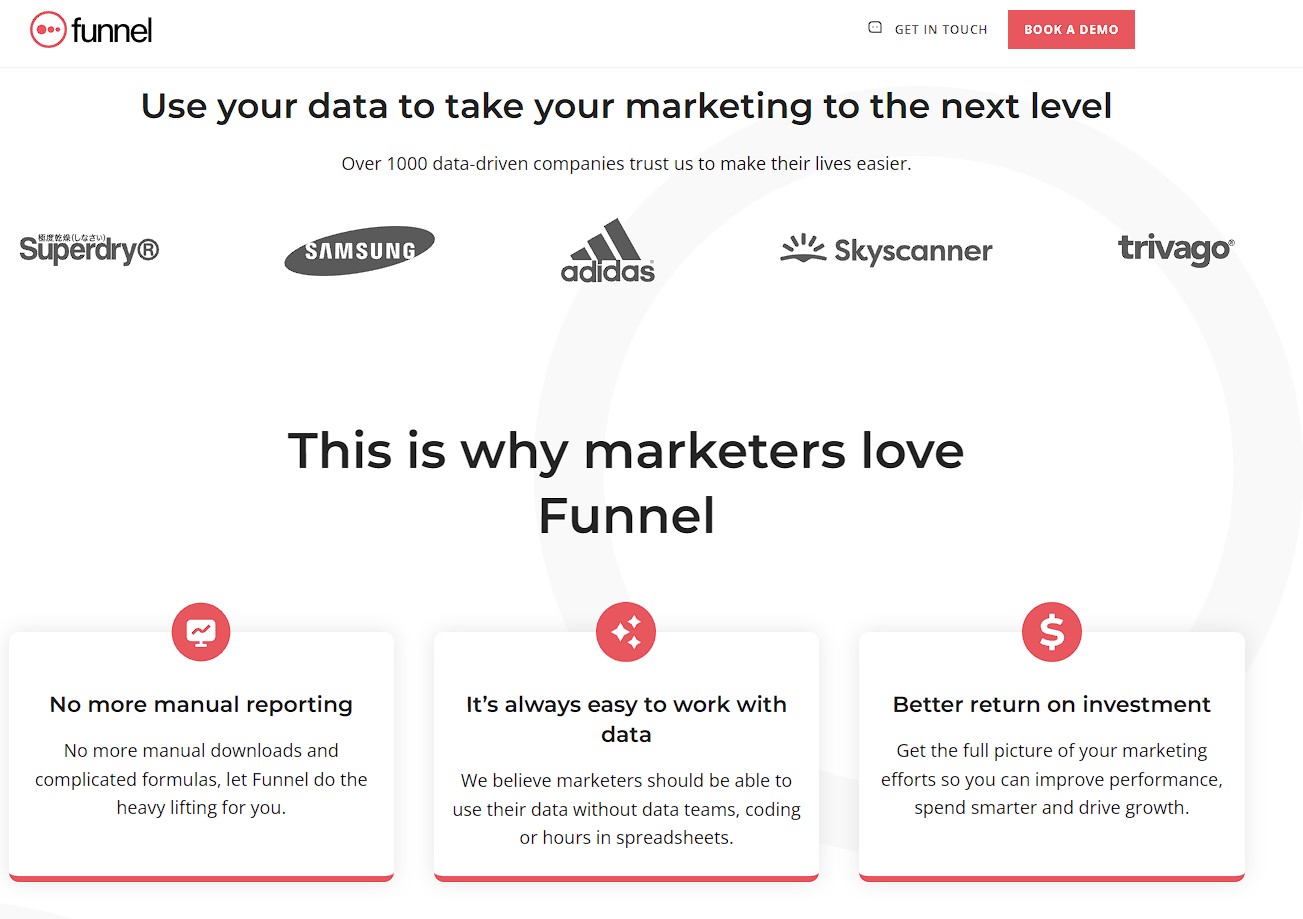 funnel
GET IN TOUCH
BOOK A DEMO
Use your data to take your marketing to the next level
Over 1000 data-driven companies trust us to make their lives easier.
極度乾燥(しなさい)
Superdry®
SAMSUNG
adidas®
Skyscanner
trivago®
This is why marketers love
Funnel
No more manual reporting
No more manual downloads and
complicated formulas, let Funnel do the
heavy lifting for you.
It’s always easy to work with
data
We believe marketers should be able to
use their data without data teams, coding
or hours in spreadsheets.
$
Better return on investment
Get the full picture of your marketing
efforts so you can improve performance,
spend smarter and drive growth.